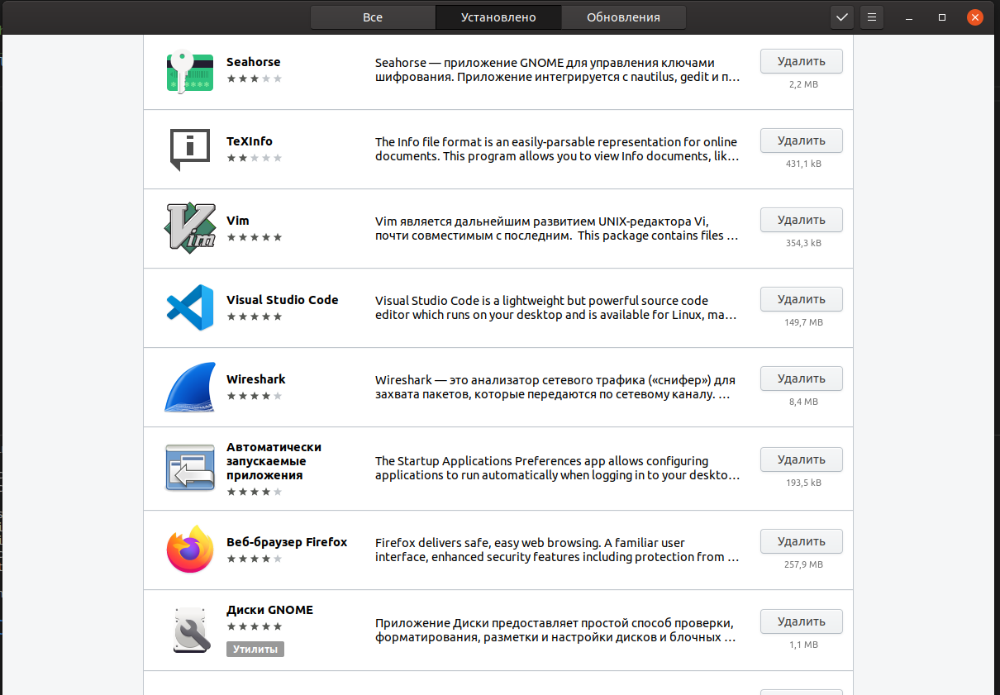 Все
Установлено
Обновления
Seahorse
Seahorse — приложение GNOME для управления ключами
шифрования. Приложение интегрируется с nautilus, gedit и п…
Удалить
2,2 MB
TeXInfo
The Info file format is an easily-parsable representation for online
documents. This program allows you to view Info documents, lik…
Удалить
431,1 kB
Vim
Vim является дальнейшим развитием UNIX-редактора Vi,
почти совместимым с последним.  This package contains files …
Удалить
354,3 kB
Visual Studio Code
Visual Studio Code is a lightweight but powerful source code
editor which runs on your desktop and is available for Linux, ma…
Удалить
149,7 MB
Wireshark
Wireshark — это анализатор сетевого трафика («снифер») для
захвата пакетов, которые передаются по сетевому каналу. …
Удалить
8,4 MB
Автоматически
запускаемые
приложения
The Startup Applications Preferences app allows configuring
applications to run automatically when logging in to your deskto…
Удалить
193,5 kB
Веб-браузер Firefox
Firefox delivers safe, easy web browsing. A familiar user
interface, enhanced security features including protection from …
Удалить
257,9 MB
Диски GNOME
Утилиты
Приложение Диски предоставляет простой способ проверки,
форматирования, разметки и настройки дисков и блочных …
Удалить
1,1 MB